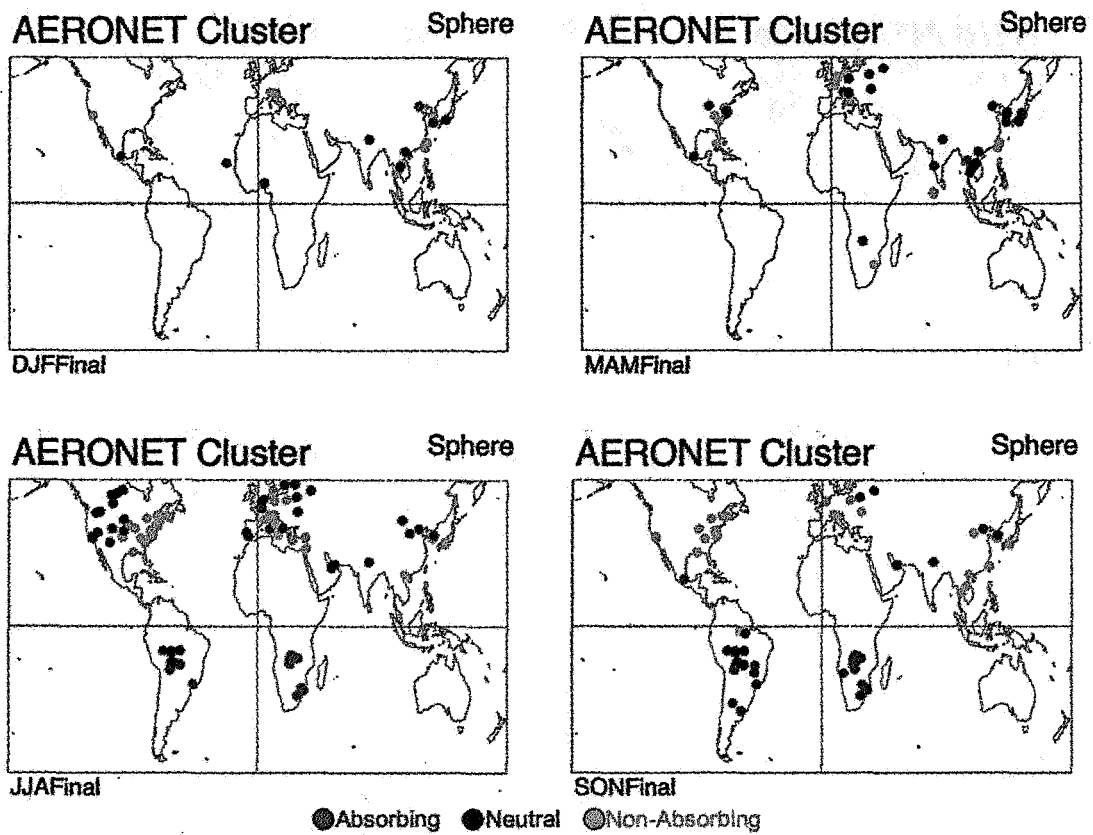 AERONET Cluster Sphere
DJFFinal
AERONET Cluster Sphere
MAMFinal
AERONET Cluster Sphere
JJAFinal
AERONET Cluster Sphere
SONFinal
Absorbing Neutral Non-Absorbing